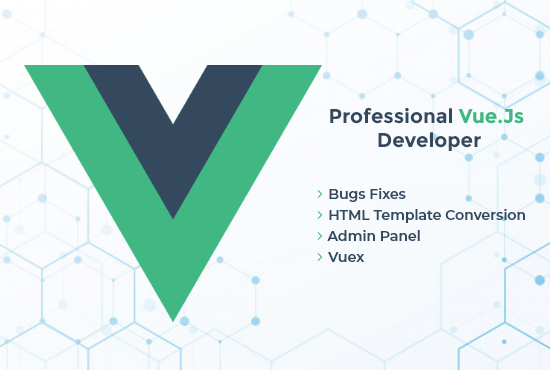 Professional Vue.Js
Developer
Bugs Fixes
HTML Template Conversion
Admin Panel
Vuex